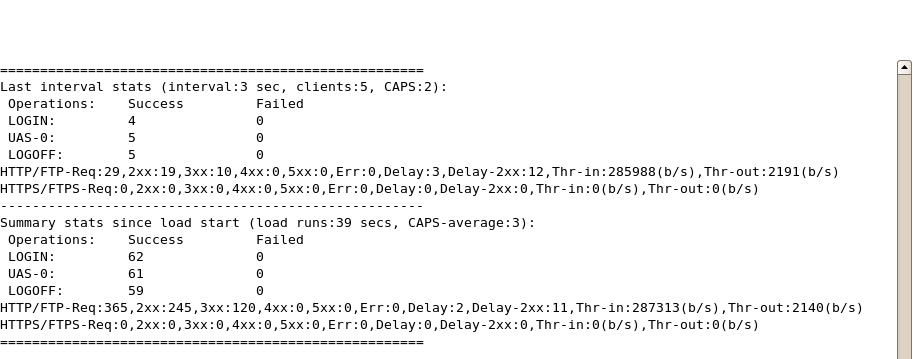 =====================================================
Last interval stats (interval:3 sec, clients:5, CAPS:2):
 Operations:    Success         Failed
 LOGIN:         4               0
 UAS-0:         5               0
 LOGOFF:        5               0
HTTP/FTP-Req:29,2xx:19,3xx:10,4xx:0,5xx:0,Err:0,Delay:3,Delay-2xx:12,Thr-in:285988(b/s),Thr-out:2191(b/s)
HTTPS/FTPS-Req:0,2xx:0,3xx:0,4xx:0,5xx:0,Err:0,Delay:0,Delay-2xx:0,Thr-in:0(b/s),Thr-out:0(b/s)
-----------------------------------------------------
Summary stats since load start (load runs:39 secs, CAPS-average:3):
 Operations:    Success         Failed
 LOGIN:         62              0
 UAS-0:         61              0
 LOGOFF:        59              0
HTTP/FTP-Req:365,2xx:245,3xx:120,4xx:0,5xx:0,Err:0,Delay:2,Delay-2xx:11,Thr-in:287313(b/s),Thr-out:2140(b/s)
HTTPS/FTPS-Req:0,2xx:0,3xx:0,4xx:0,5xx:0,Err:0,Delay:0,Delay-2xx:0,Thr-in:0(b/s),Thr-out:0(b/s)
=====================================================